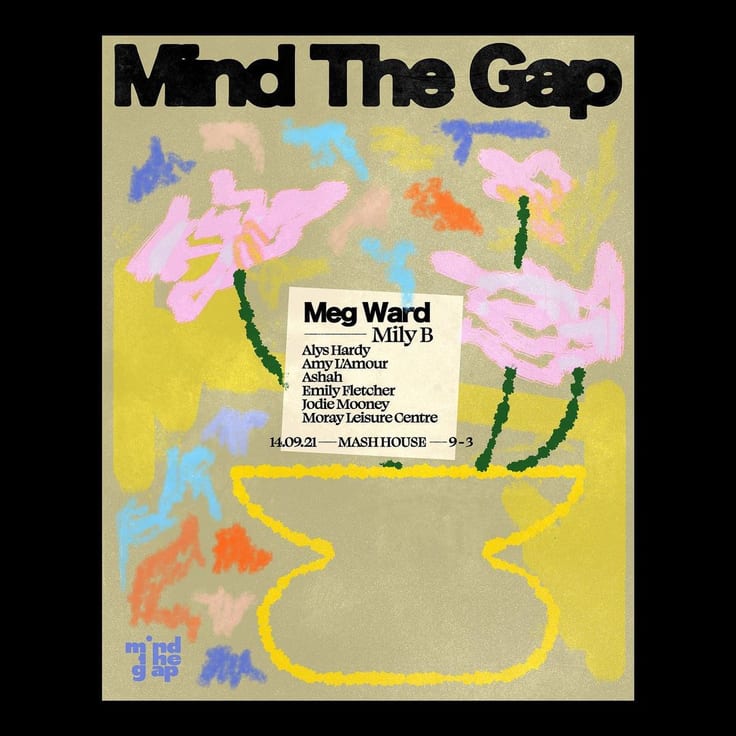 Mind The Gap
Meg Ward
Mily B
Alys Hardy
Amy L'Amour
Ashah
Emily Fletcher
Jodie Mooney
Moray Leisure Centre
14.09.21 — MASH HOUSE — 9-3
mind
the
gap